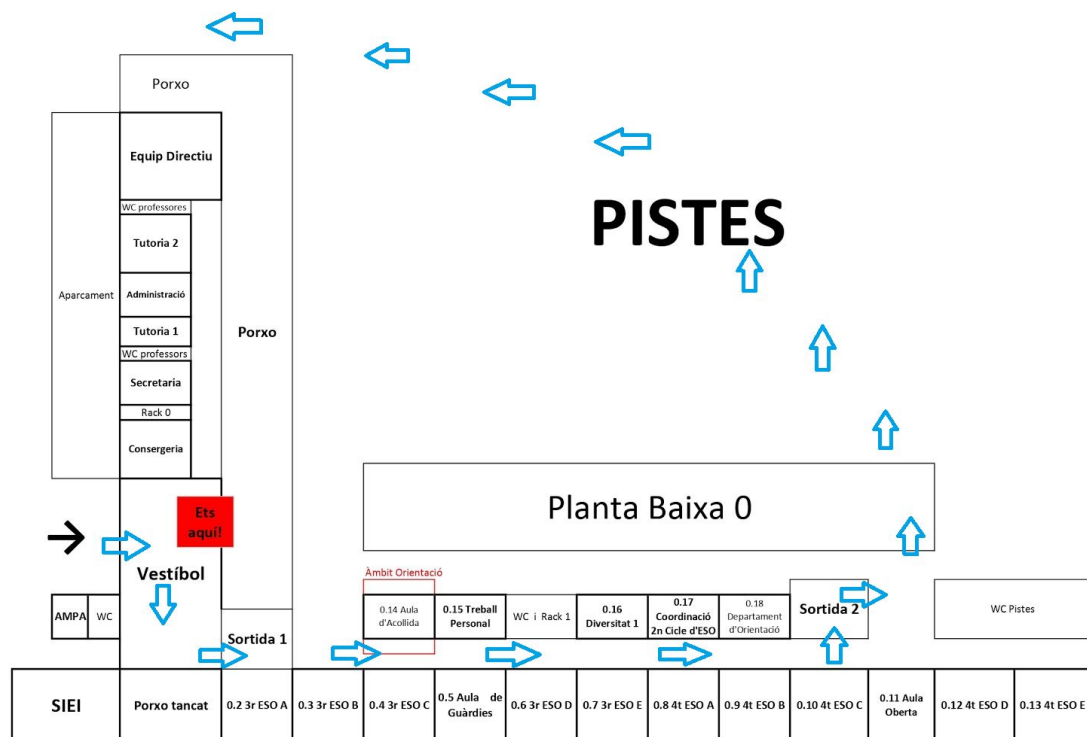 Porxo
Equip Directiu
WC professores
Tutoria 2
Aparcament
Administració
Tutoria 1
Porxo
WC professors
Secretaria
Rack 0
Consergeria
PISTES
Planta Baixa 0
Ets
aquí!
Vestíbol
AMPA
WC
Sortida 1
Àmbit Orientació
0.14 Aula
d'Acollida
0.15 Treball
Personal
WC i Rack 1
0.16
Diversitat 1
0.17
Coordinació
2n Cicle d'ESO
0.18
Departament
d'Orientació
Sortida 2
WC Pistes
SIEI
Porxo tancat
0.2 3r ESO A
0.3 3r ESO B
0.4 3r ESO C
0.5 Aula de
Guàrdies
0.6 3r ESO D
0.7 3r ESO E
0.8 4t ESO A
0.9 4t ESO B
0.10 4t ESO C
0.11 Aula
Oberta
0.12 4t ESO D
0.13 4t ESO E